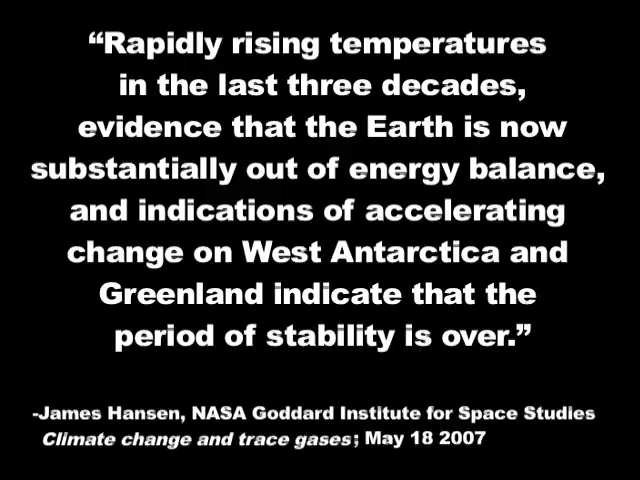 “Rapidly rising temperatures
in the last three decades,
evidence that the Earth is now
substantially out of energy balance,
and indications of accelerating
change on West Antarctica and
Greenland indicate that the
period of stability is over.”
-James Hansen, NASA Goddard Institute for Space Studies
Climate change and trace gases; May 18 2007